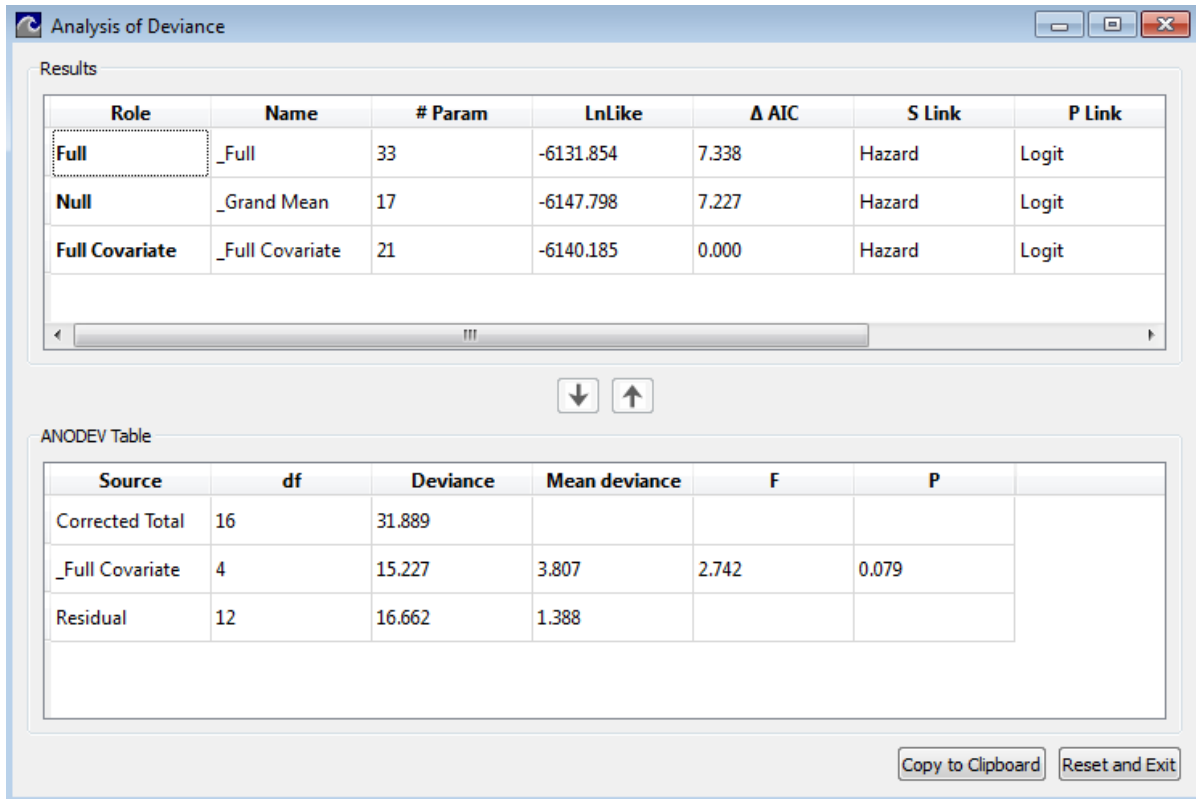 Analysis of Deviance
Results
Role Name # Param LnLike Δ AIC S Link P Link
Full _Full 33 -6131.854 7.338 Hazard Logit
Null _Grand Mean 17 -6147.798 7.227 Hazard Logit
Full Covariate _Full Covariate 21 -6140.185 0.000 Hazard Logit
ANODEV Table
Source df Deviance Mean deviance F P
Corrected Total 16 31.889
_Full Covariate 4 15.227 3.807 2.742 0.079
Residual 12 16.662 1.388
Copy to Clipboard Reset and Exit